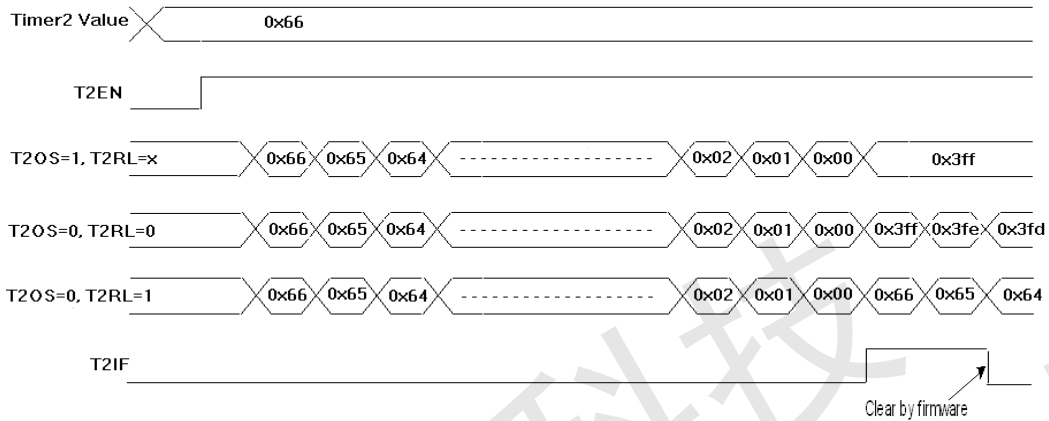 Timer2 Value 0x66
T2EN
T2OS=1, T2RL=x 0x66 0x65 0x64 0x02 0x01 0x00 0x3ff
T2OS=0, T2RL=0 0x66 0x65 0x64 0x02 0x01 0x00 0x3ff 0x3fe 0x3fd
T2OS=0, T2RL=1 0x66 0x65 0x64 0x02 0x01 0x00 0x66 0x65 0x64
T2IF
Clear by firmware
科技